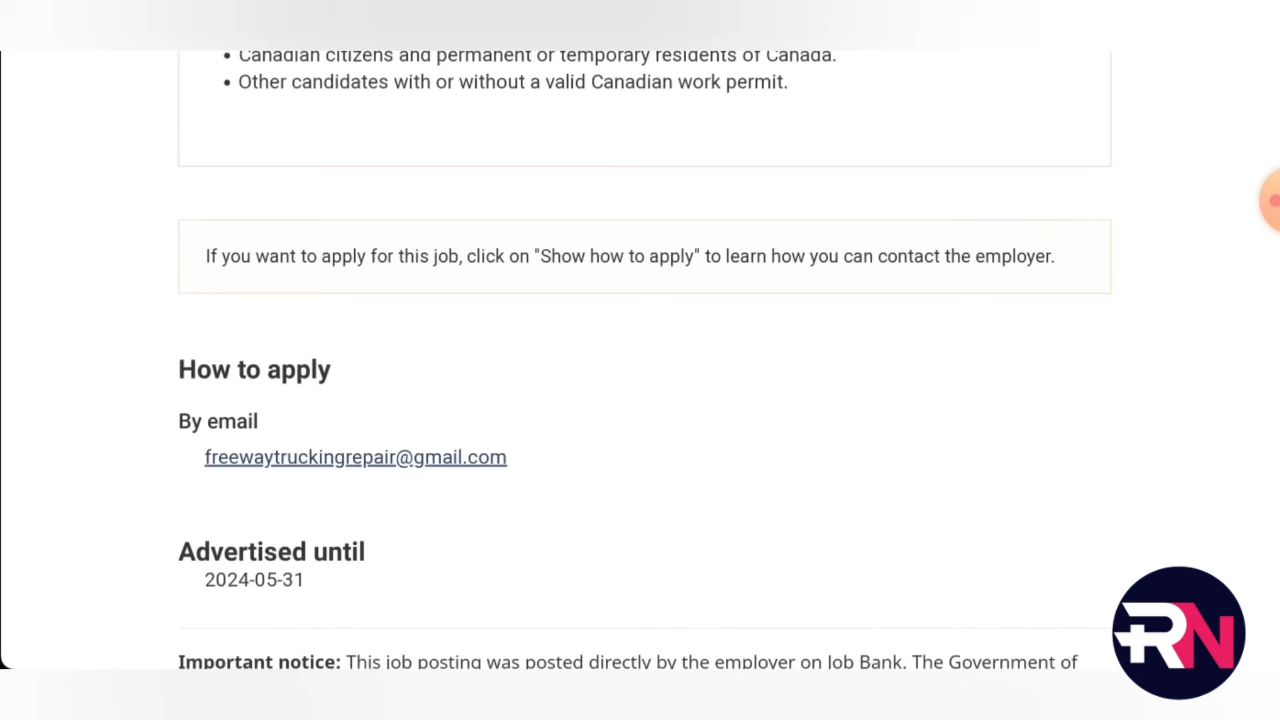 Canadian citizens and permanent or temporary residents of Canada.
Other candidates with or without a valid Canadian work permit.
If you want to apply for this job, click on "Show how to apply" to learn how you can contact the employer.
How to apply
By email
freewaytruckingrepair@gmail.com
Advertised until
2024-05-31
Important notice: This job posting was posted directly by the employer on Job Bank. The Government of
RN